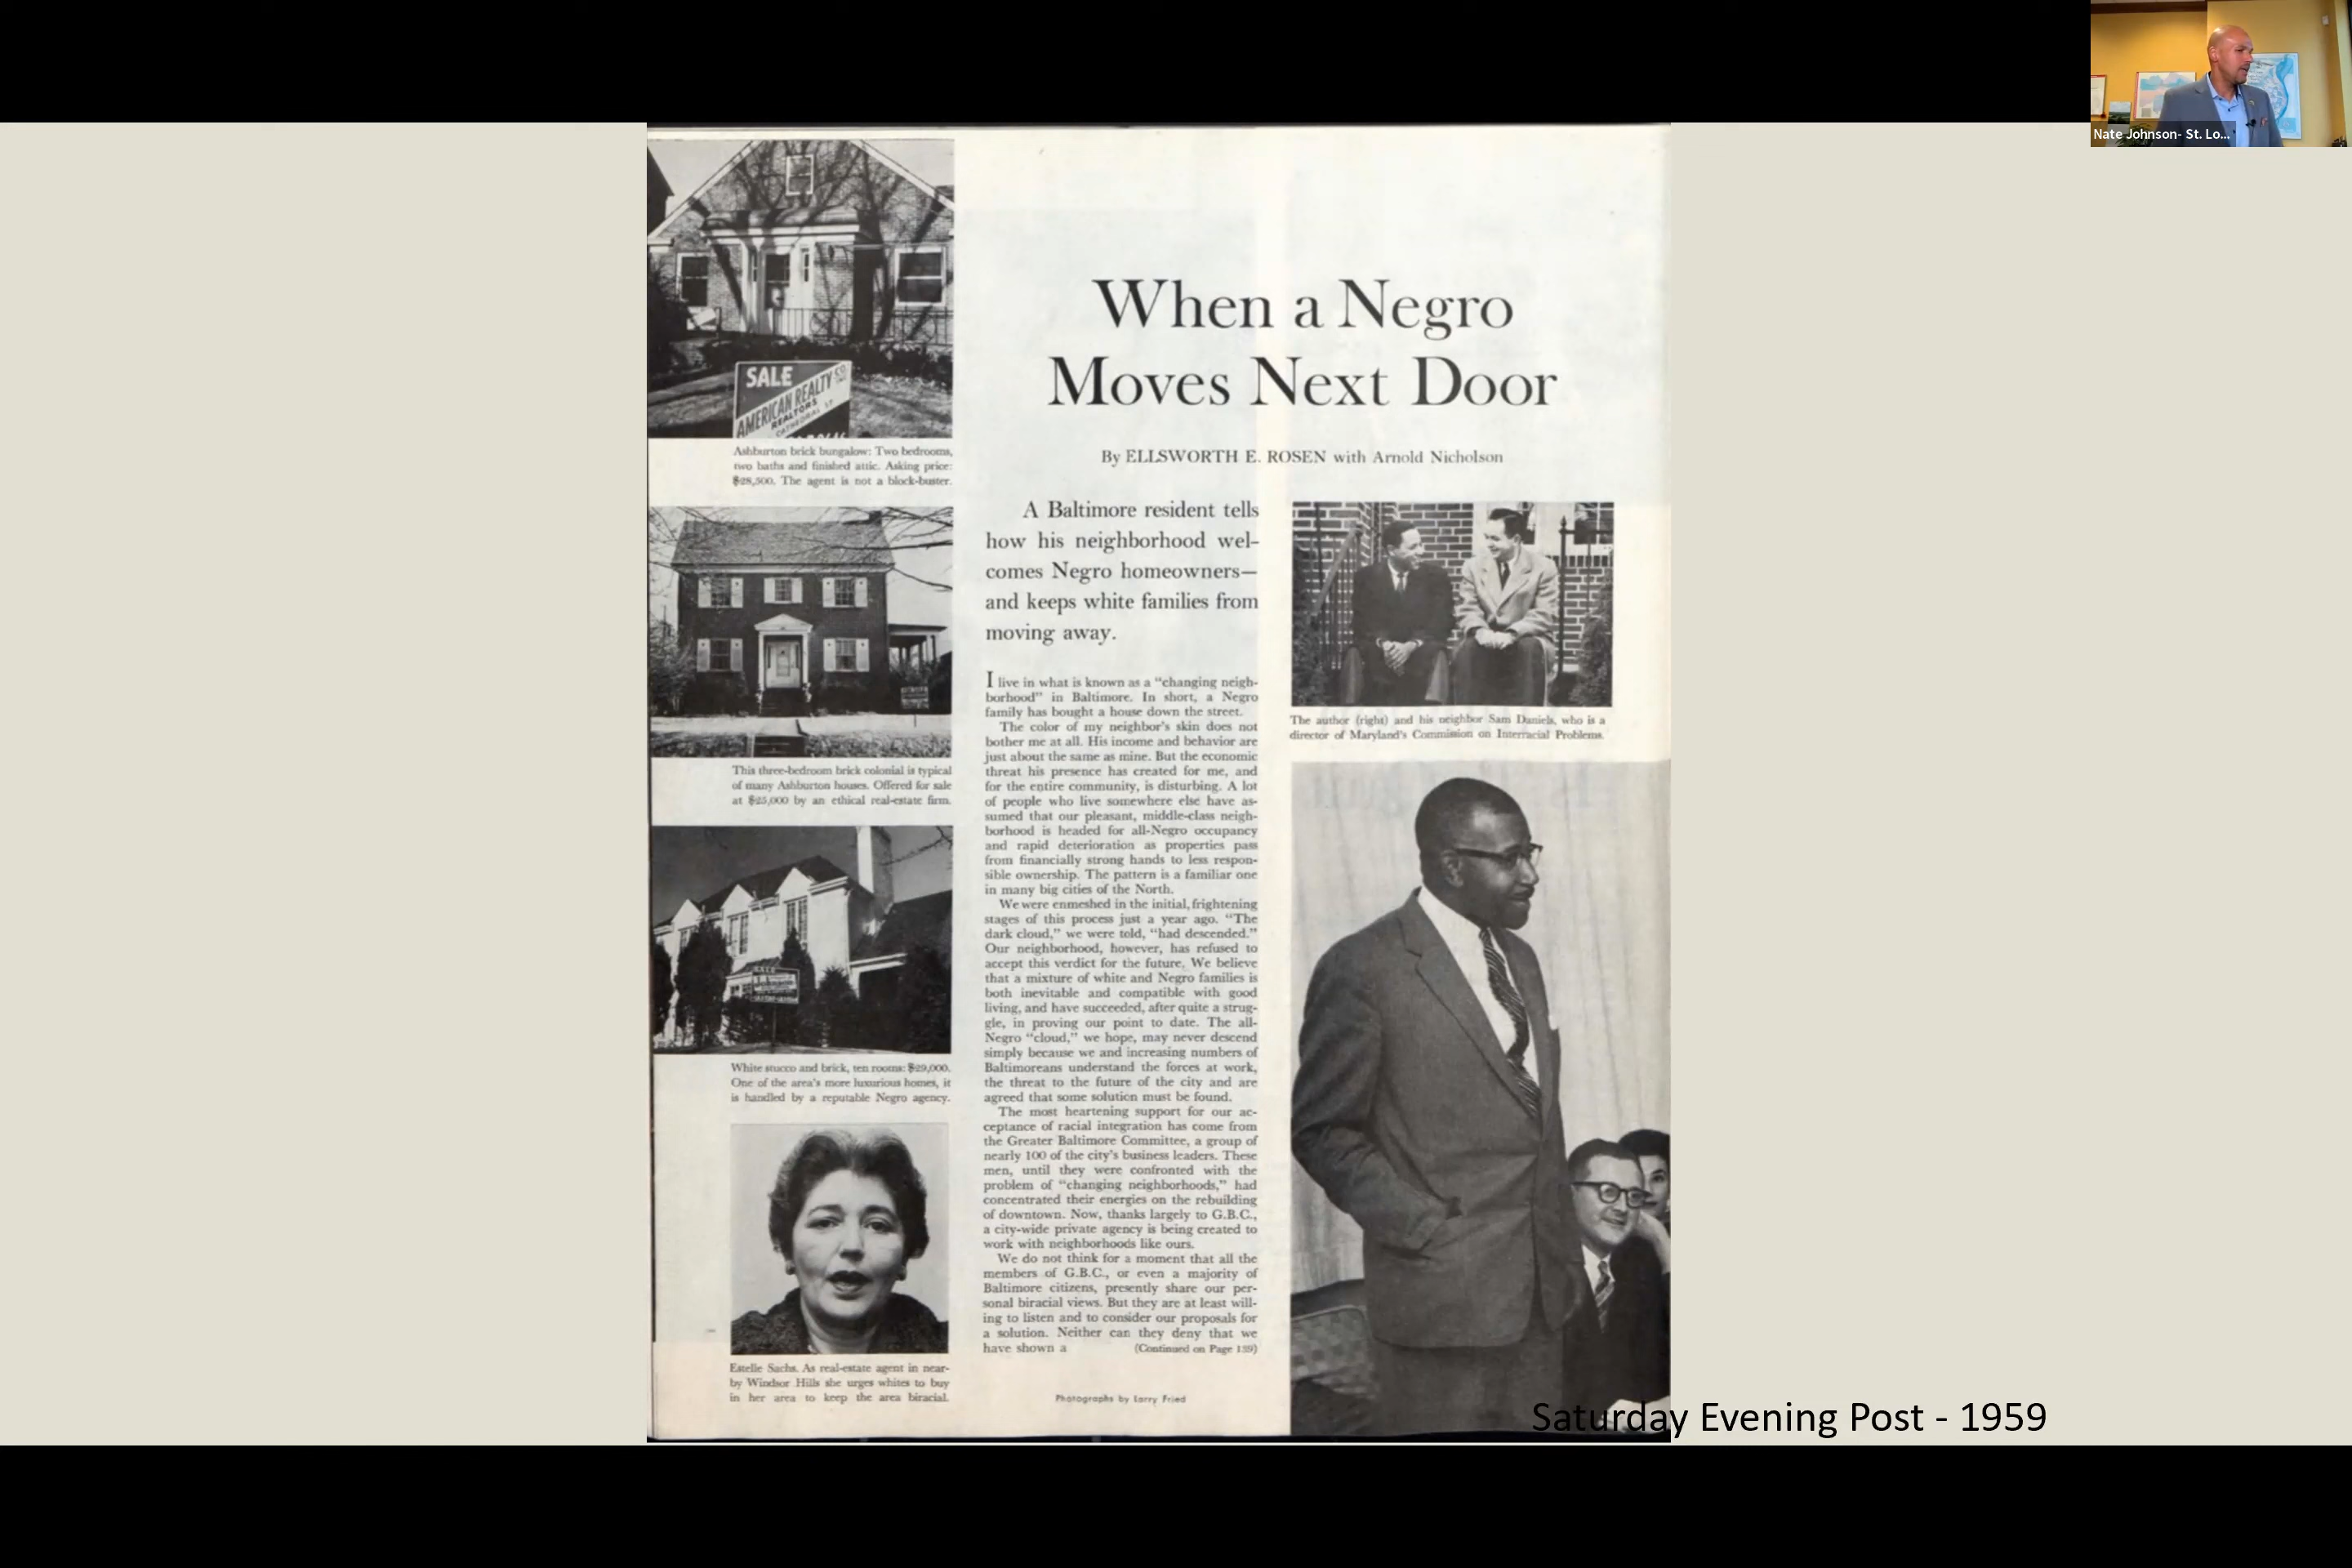 Nate Johnson- St. Lo...
SALE
AMERICAN REALTY CO
REALTORS
CATHEDRAL ST
Ashburton brick bungalow: Two bedrooms,
two baths and finished attic. Asking price:
$28,500. The agent is not a block-buster.
This three-bedroom brick colonial is typical
of many Ashburton houses. Offered for sale
at $25,000 by an ethical real-estate firm.
White stucco and brick, ten rooms: $29,000.
One of the area's more luxurious homes, it
is handled by a reputable Negro agency.
Estelle Sachs. As real-estate agent in near-
by Windsor Hills she urges whites to buy
in her area to keep the area biracial.
When a Negro
Moves Next Door
By ELLSWORTH E. ROSEN with Arnold Nicholson
A Baltimore resident tells
how his neighborhood wel-
comes Negro homeowners—
and keeps white families from
moving away.
I live in what is known as a "changing neigh-
borhood" in Baltimore. In short, a Negro
family has bought a house down the street.
The color of my neighbor's skin does not
bother me at all. His income and behavior are
just about the same as mine. But the economic
threat his presence has created for me, and
for the entire community, is disturbing. A lot
of people who live somewhere else have as-
sumed that our pleasant, middle-class neigh-
borhood is headed for all-Negro occupancy
and rapid deterioration as properties pass
from financially strong hands to less respon-
sible ownership. The pattern is a familiar one
in many big cities of the North.
We were enmeshed in the initial, frightening
stages of this process just a year ago. "The
dark cloud," we were told, "had descended."
Our neighborhood, however, has refused to
accept this verdict for the future. We believe
that a mixture of white and Negro families is
both inevitable and compatible with good
living, and have succeeded, after quite a strug-
gle, in proving our point to date. The all-
Negro "cloud," we hope, may never descend
simply because we and increasing numbers of
Baltimoreans understand the forces at work,
the threat to the future of the city and are
agreed that some solution must be found.
The most heartening support for our ac-
ceptance of racial integration has come from
the Greater Baltimore Committee, a group of
nearly 100 of the city's business leaders. These
men, until they were confronted with the
problem of "changing neighborhoods," had
concentrated their energies on the rebuilding
of downtown. Now, thanks largely to G.B.C.,
a city-wide private agency is being created to
work with neighborhoods like ours.
We do not think for a moment that all the
members of G.B.C., or even a majority of
Baltimore citizens, presently share our per-
sonal biracial views. But they are at least will-
ing to listen and to consider our proposals for
a solution. Neither can they deny that we
have shown a (Continued on Page 139)
Photographs by Larry Fried
The author (right) and his neighbor Sam Daniels, who is a
director of Maryland's Commission on Interracial Problems.
Saturday Evening Post - 1959